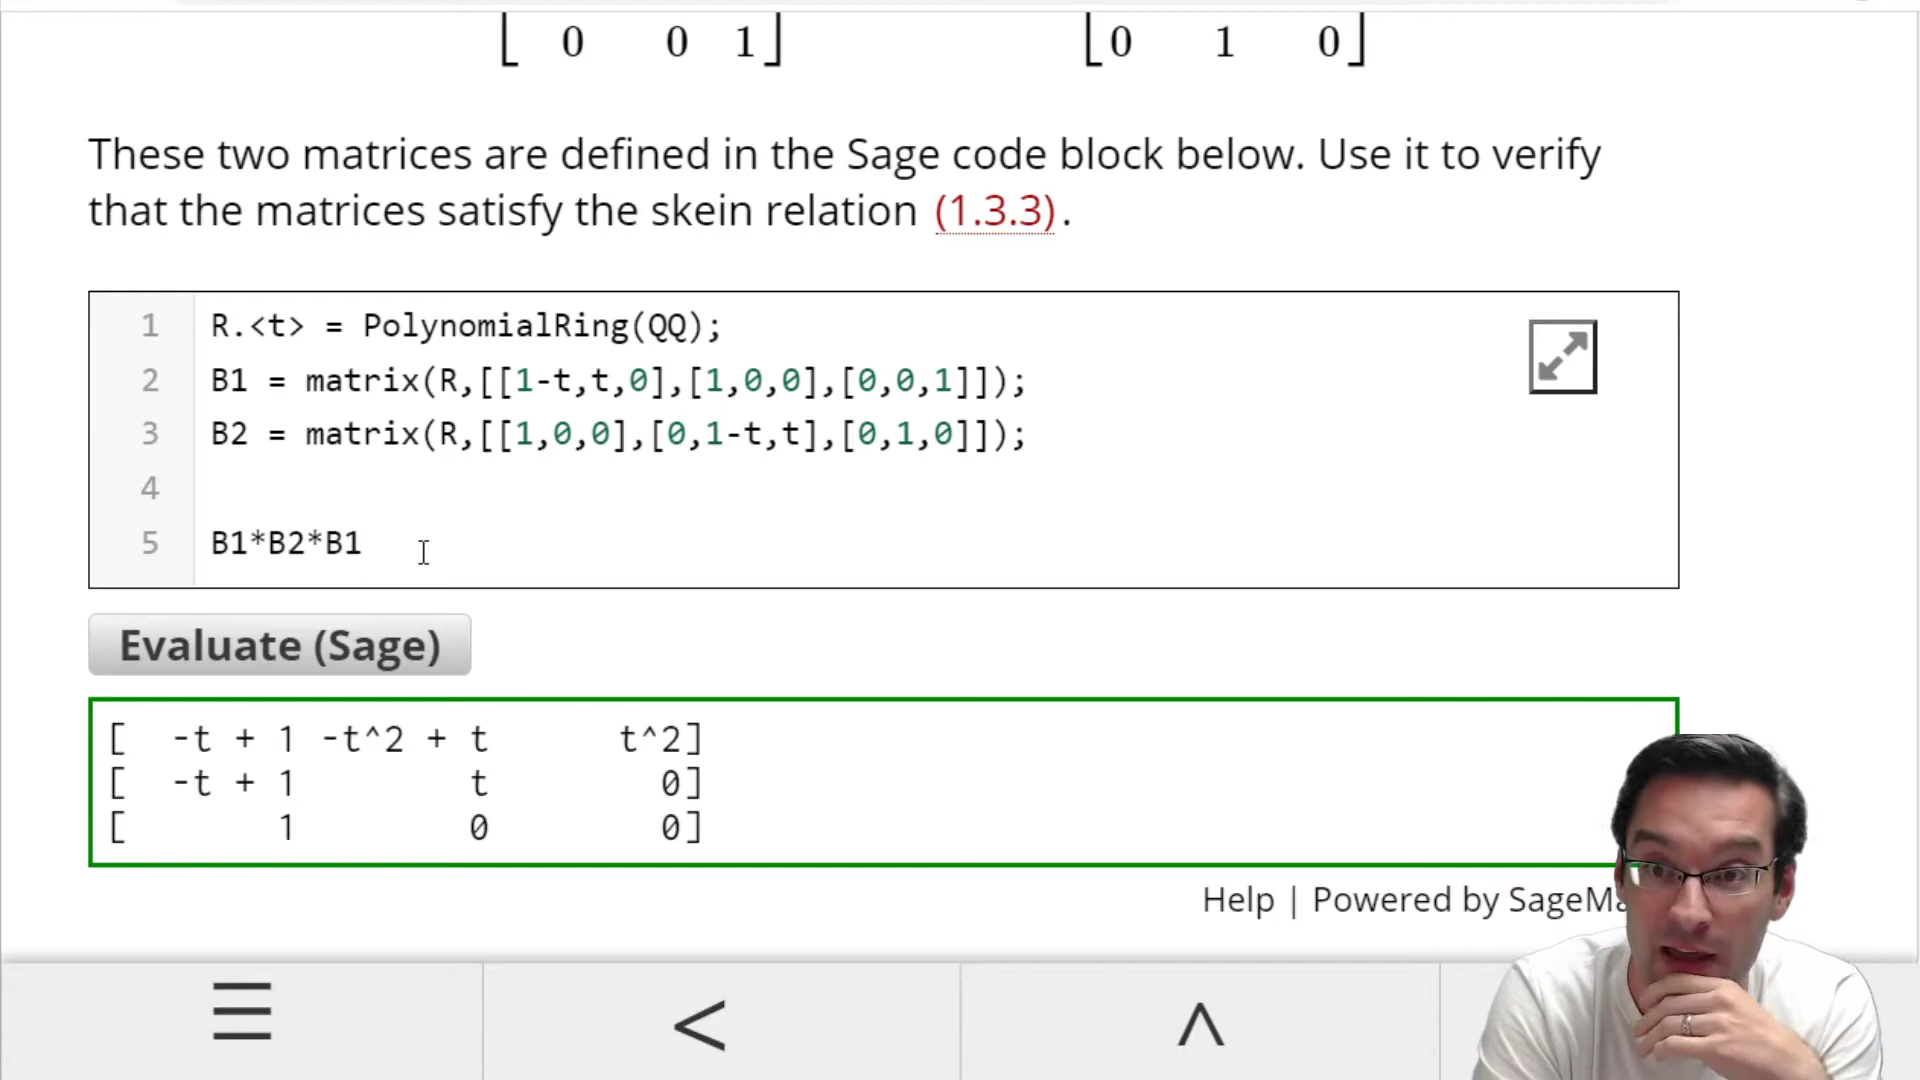 [ 0 0 1 ] [ 0 1 0 ]
These two matrices are defined in the Sage code block below. Use it to verify
that the matrices satisfy the skein relation (1.3.3).
1 R.<t> = PolynomialRing(QQ);
2 B1 = matrix(R,[[1-t,t,0],[1,0,0],[0,0,1]]);
3 B2 = matrix(R,[[1,0,0],[0,1-t,t],[0,1,0]]);
4
5 B1*B2*B1
Evaluate (Sage)
[ -t + 1 -t^2 + t t^2]
[ -t + 1 t 0]
[ 1 0 0]
Help | Powered by